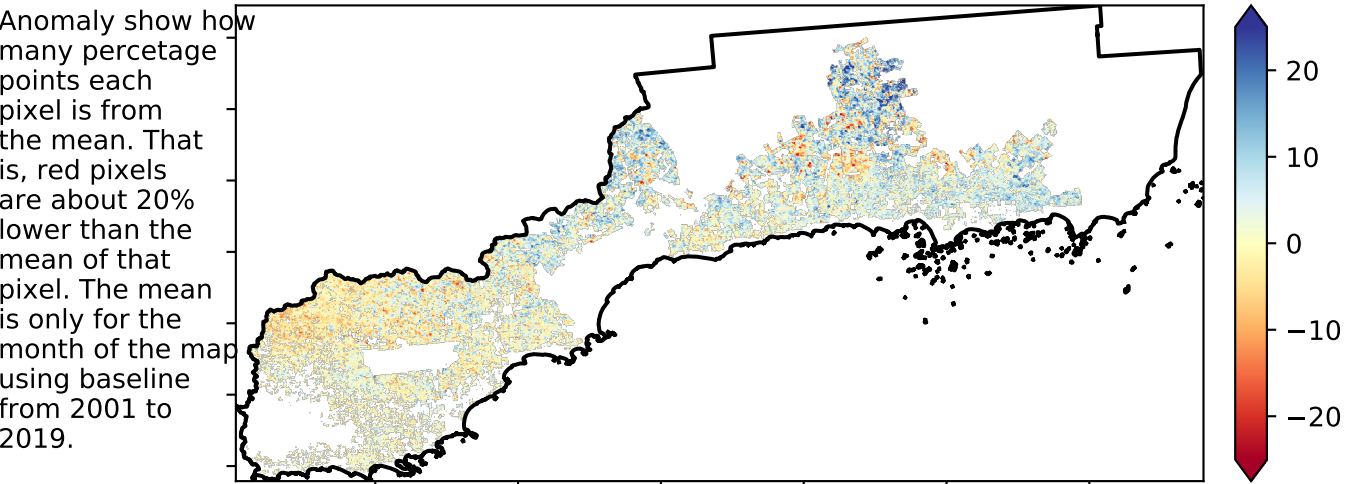 Anomaly show how
many percetage
points each
pixel is from
the mean. That
is, red pixels
are about 20%
lower than the
mean of that
pixel. The mean
is only for the
month of the map
using baseline
from 2001 to
2019.
20
10
0
−10
−20